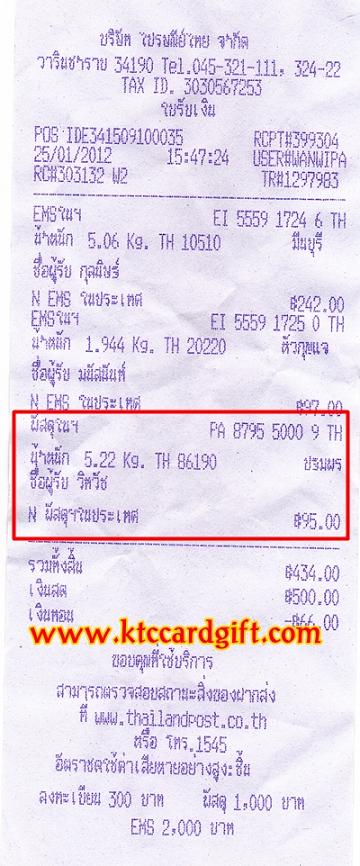 บริษัท ไปรษณีย์ไทย จำกัด
วารินชำราบ 34190 Tel.045-321-111, 324-22
TAX ID. 3030567253
ใบรับเงิน
POS IDE341509100035 RCPT#399304
25/01/2012 15:47:24 USER#WANWIPA
RC#303132 W2 TR#1297983
EMSในฯ EI 5559 1724 6 TH
น้ำหนัก 5.06 Kg. TH 10510 มีนบุรี
ชื่อผู้รับ กุลนิษธ์
N EMS ในประเทศ ฿242.00
EMSในฯ EI 5559 1725 0 TH
น้ำหนัก 1.944 Kg. TH 20220 หัวกุญแจ
ชื่อผู้รับ มนัสนันท์
N EMS ในประเทศ ฿97.00
พัสดุในฯ PA 8795 5000 9 TH
น้ำหนัก 5.22 Kg. TH 86190 ปฐมพร
ชื่อผู้รับ วิทวัช
N พัสดุฯในประเทศ ฿95.00
รวมทั้งสิ้น ฿434.00
เงินสด ฿500.00
เงินทอน -฿66.00
www.ktccardgift.com
ขอบคุณที่ใช้บริการ
สามารถตรวจสอบสถานะสิ่งของฝากส่ง
ที่ www.thailandpost.co.th
หรือ โทร.1545
อัตราชดใช้ค่าเสียหายอย่างสูง:ชิ้น
ลงทะเบียน 300 บาท พัสดุ 1,000 บาท
EMS 2,000 บาท